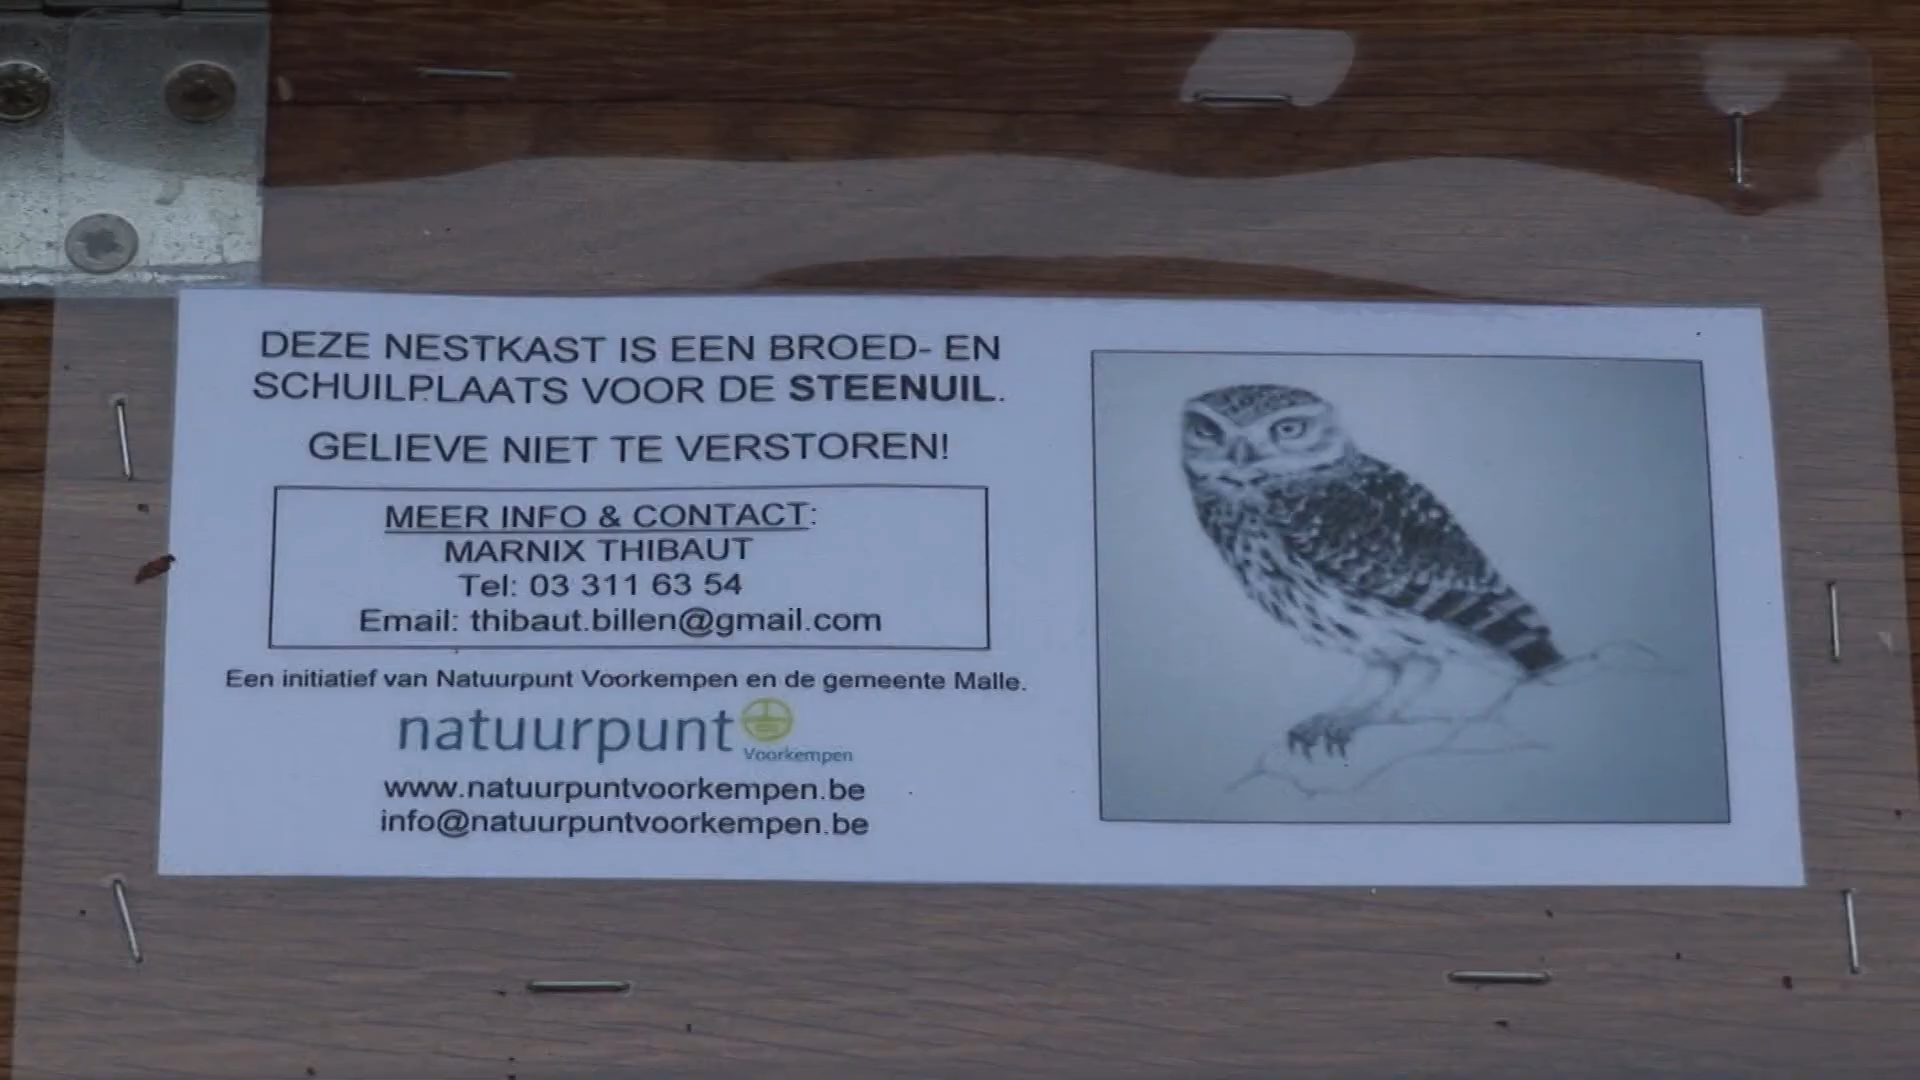 DEZE NESTKAST IS EEN BROED- EN
SCHUILPLAATS VOOR DE STEENUIL.
GELIEVE NIET TE VERSTOREN!
MEER INFO & CONTACT:
MARNIX THIBAUT
Tel: 03 311 63 54
Email: thibaut.billen@gmail.com
Een initiatief van Natuurpunt Voorkempen en de gemeente Malle.
natuurpunt
Voorkempen
www.natuurpuntvoorkempen.be
info@natuurpuntvoorkempen.be